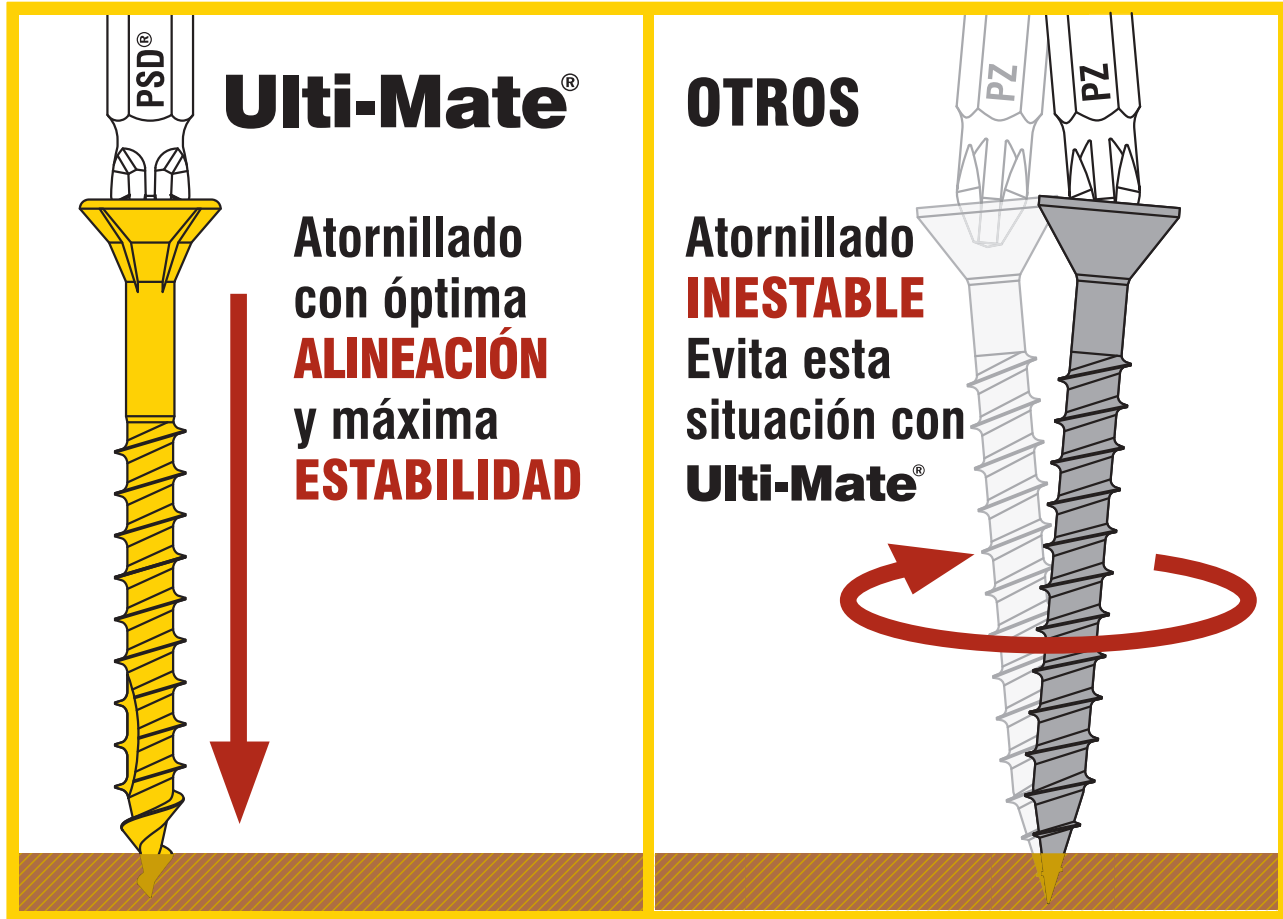 PSD®
Ulti-Mate®
Atornillado
con óptima
ALINEACIÓN
y máxima
ESTABILIDAD
PZ
PZ
OTROS
Atornillado
INESTABLE
Evita esta
situación con
Ulti-Mate®